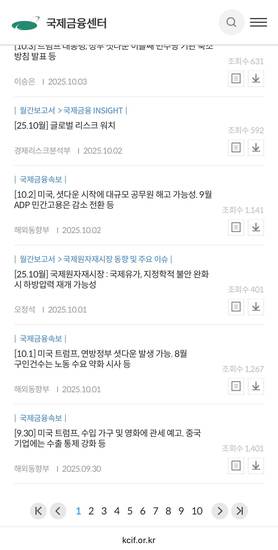 국제금융센터
[10.3] 트럼프 대통령, 정부 셧다운 이틀째 민주당 기관 축소
방침 발표 등
조회수 631
이승은 | 2025.10.03
| 월간보고서 > 국제금융 INSIGHT |
[25.10월] 글로벌 리스크 워치
조회수 592
경제리스크분석부 | 2025.10.02
| 국제금융속보 |
[10.2] 미국, 셧다운 시작에 대규모 공무원 해고 가능성. 9월
ADP 민간고용은 감소 전환 등
조회수 1,141
해외동향부 | 2025.10.02
| 월간보고서 > 국제원자재시장 동향 및 주요 이슈 |
[25.10월] 국제원자재시장 : 국제유가, 지정학적 불안 완화
시 하방압력 재개 가능성
조회수 401
오정석 | 2025.10.01
| 국제금융속보 |
[10.1] 미국 트럼프, 연방정부 셧다운 발생 가능. 8월
구인건수는 노동 수요 약화 시사 등
조회수 1,267
해외동향부 | 2025.10.01
| 국제금융속보 |
[9.30] 미국 트럼프, 수입 가구 및 영화에 관세 예고. 중국
기업에는 수출 통제 강화 등
조회수 1,401
해외동향부 | 2025.09.30
1 2 3 4 5 6 7 8 9 10
kcif.or.kr